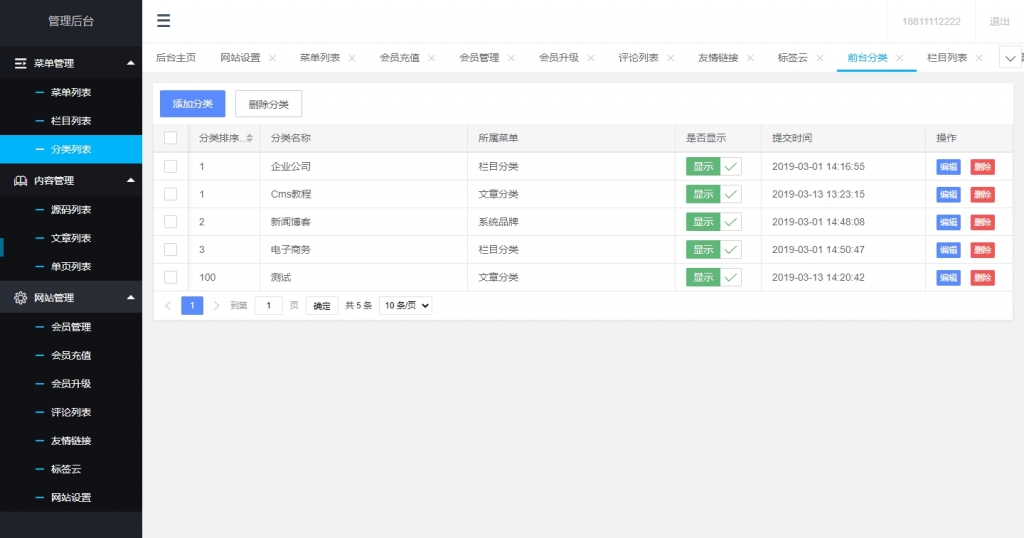 管理后台
18811112222 退出
后台主页 网站设置 菜单列表 会员充值 会员管理 会员升级 评论列表 友情链接 标签云 前台分类 栏目列表
菜单管理
菜单列表
栏目列表
分类列表
内容管理
源码列表
文章列表
单页列表
网站管理
会员管理
会员充值
会员升级
评论列表
友情链接
标签云
网站设置
添加分类 删除分类
分类排序... 分类名称 所属菜单 是否显示 提交时间 操作
1 企业公司 栏目分类 显示 2019-03-01 14:16:55 编辑 删除
1 Cms教程 文章分类 显示 2019-03-13 13:23:15 编辑 删除
2 新闻博客 系统品牌 显示 2019-03-01 14:48:08 编辑 删除
3 电子商务 栏目分类 显示 2019-03-01 14:50:47 编辑 删除
100 测试 文章分类 显示 2019-03-13 14:20:42 编辑 删除
1 到第 1 页 确定 共 5 条 10 条/页